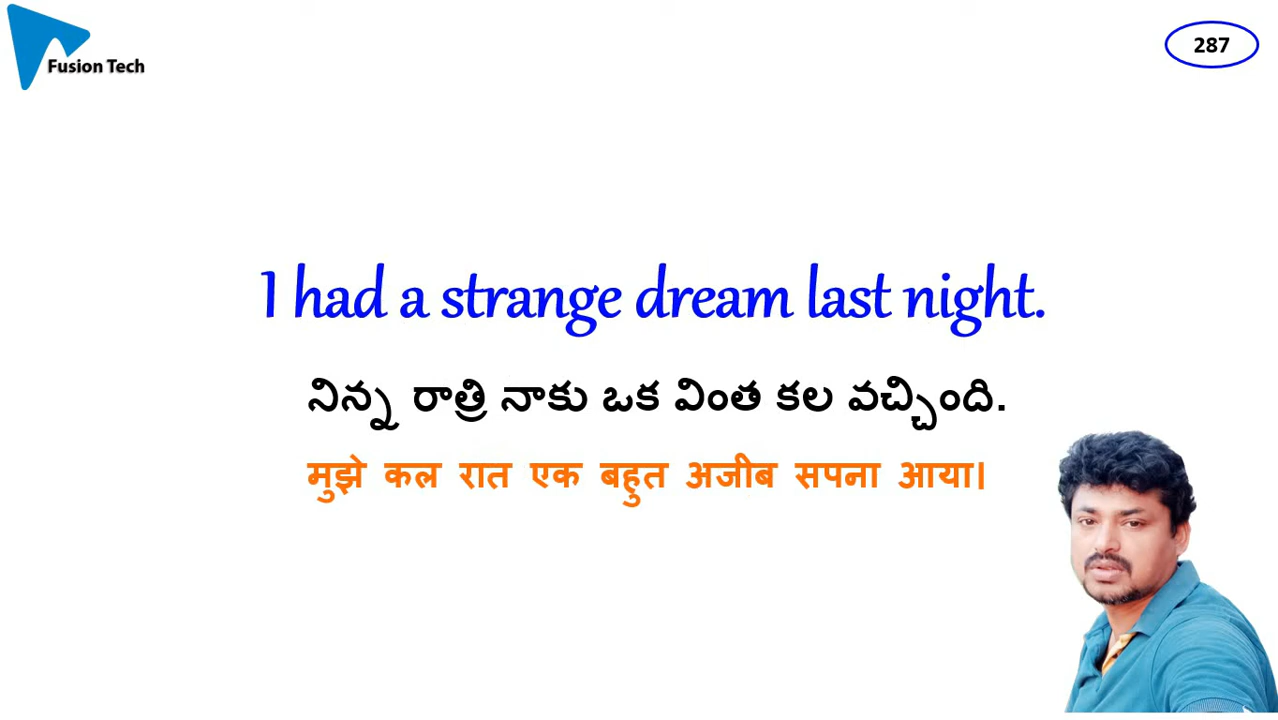 Fusion Tech
287
I had a strange dream last night.
నిన్న రాత్రి నాకు ఒక వింత కల వచ్చింది.
मुझे कल रात एक बहुत अजीब सपना आया।